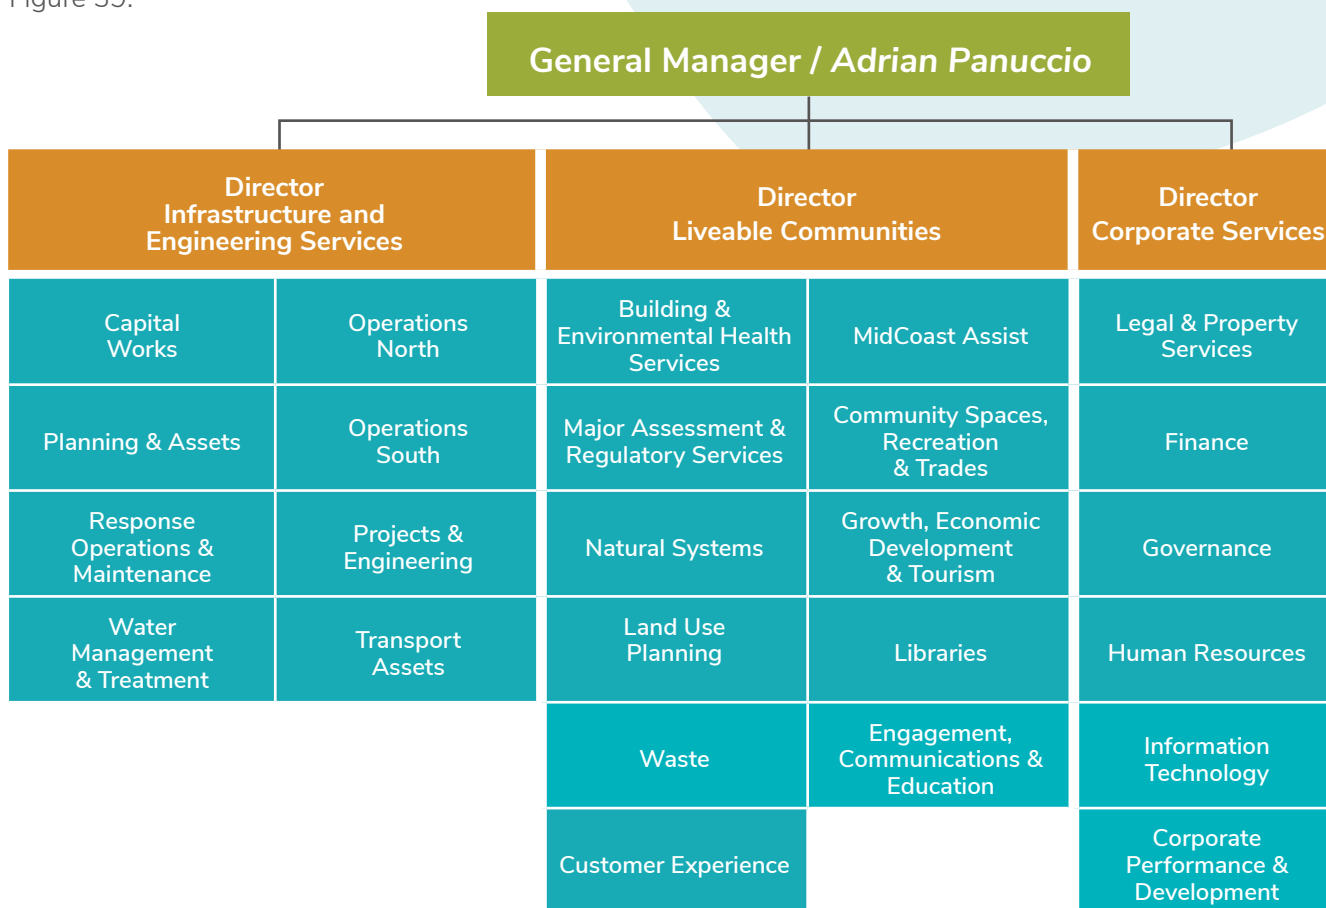 Figure 39.
General Manager / Adrian Panuccio
Director
Infrastructure and
Engineering Services
Director
Liveable Communities
Director
Corporate Services
Capital
Works
Operations
North
Building &
Environmental Health
Services
MidCoast Assist
Legal & Property
Services
Planning & Assets
Operations
South
Major Assessment &
Regulatory Services
Community Spaces,
Recreation
& Trades
Finance
Response
Operations &
Maintenance
Projects &
Engineering
Natural Systems
Growth, Economic
Development
& Tourism
Governance
Water
Management
& Treatment
Transport
Assets
Land Use
Planning
Libraries
Human Resources
Waste
Engagement,
Communications &
Education
Information
Technology
Customer Experience
Corporate
Performance &
Development